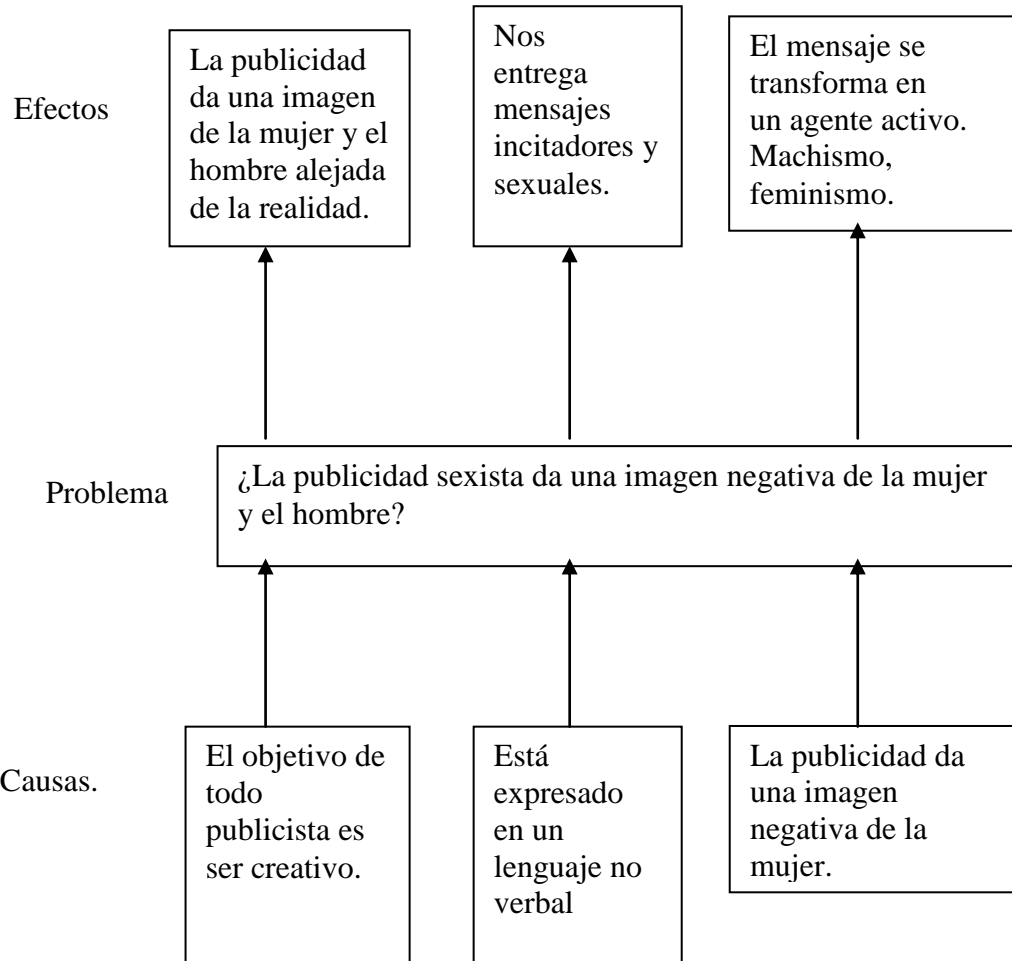 Efectos
La publicidad
da una imagen
de la mujer y el
hombre alejada
de la realidad.
Nos
entrega
mensajes
incitadores y
sexuales.
El mensaje se
transforma en
un agente activo.
Machismo,
feminismo.
Problema
¿La publicidad sexista da una imagen negativa de la mujer
y el hombre?
Causas.
El objetivo de
todo
publicista es
ser creativo.
Está
expresado
en un
lenguaje no
verbal
La publicidad da
una imagen
negativa de la
mujer.